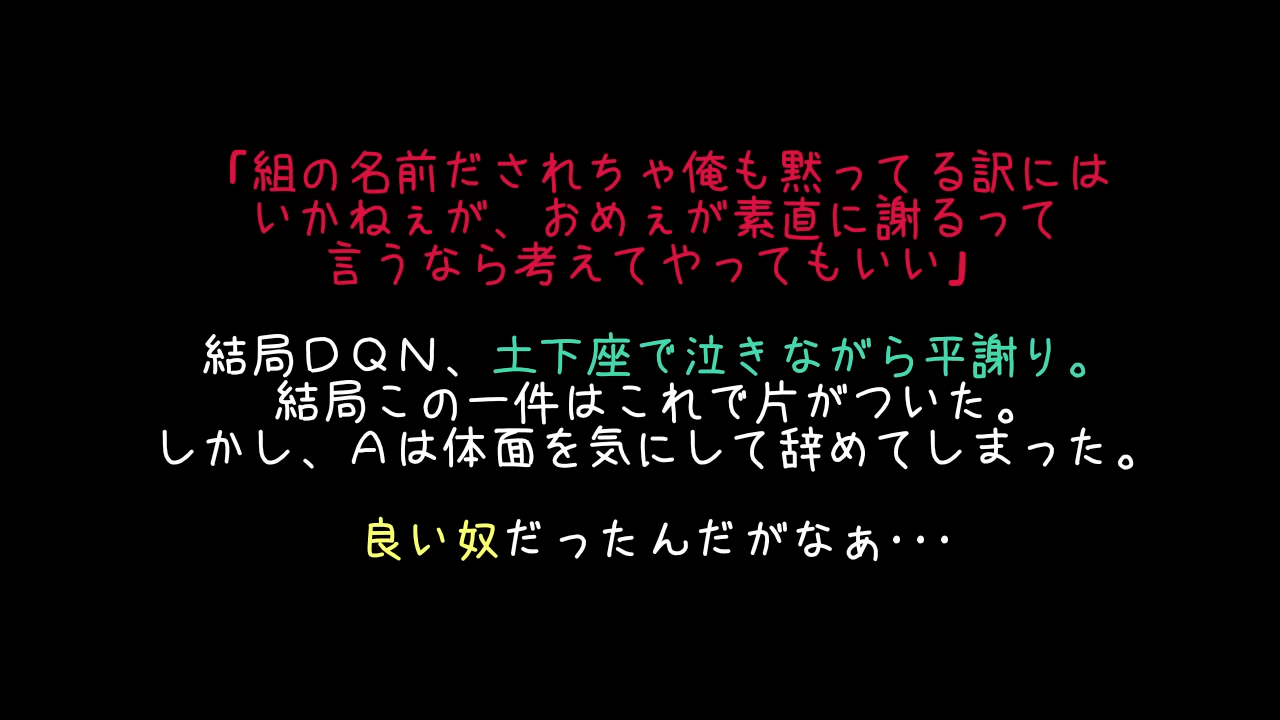 「組の名前だされちゃ俺も黙ってる訳には
いかねぇが、おめぇが素直に謝るって
言うなら考えてやってもいい」
結局ＤＱＮ、土下座で泣きながら平謝り。
結局この一件はこれで片がついた。
しかし、Ａは体面を気にして辞めてしまった。
良い奴だったんだがなぁ･･･